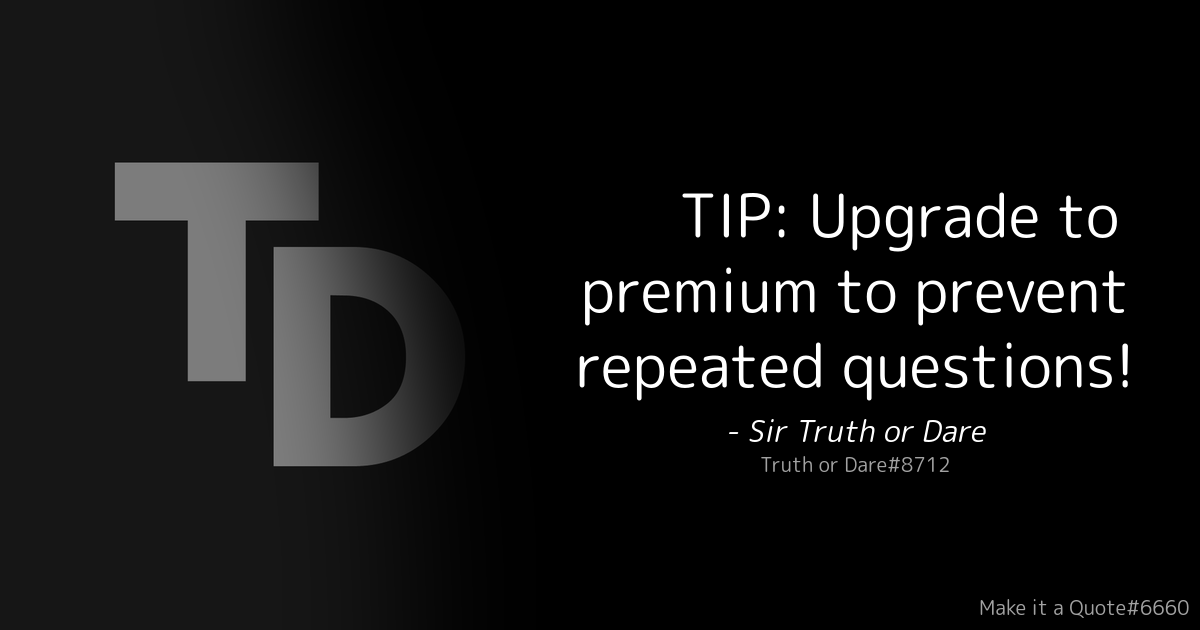 TD
TIP: Upgrade to
premium to prevent
repeated questions!
- Sir Truth or Dare
Truth or Dare#8712
Make it a Quote#6660